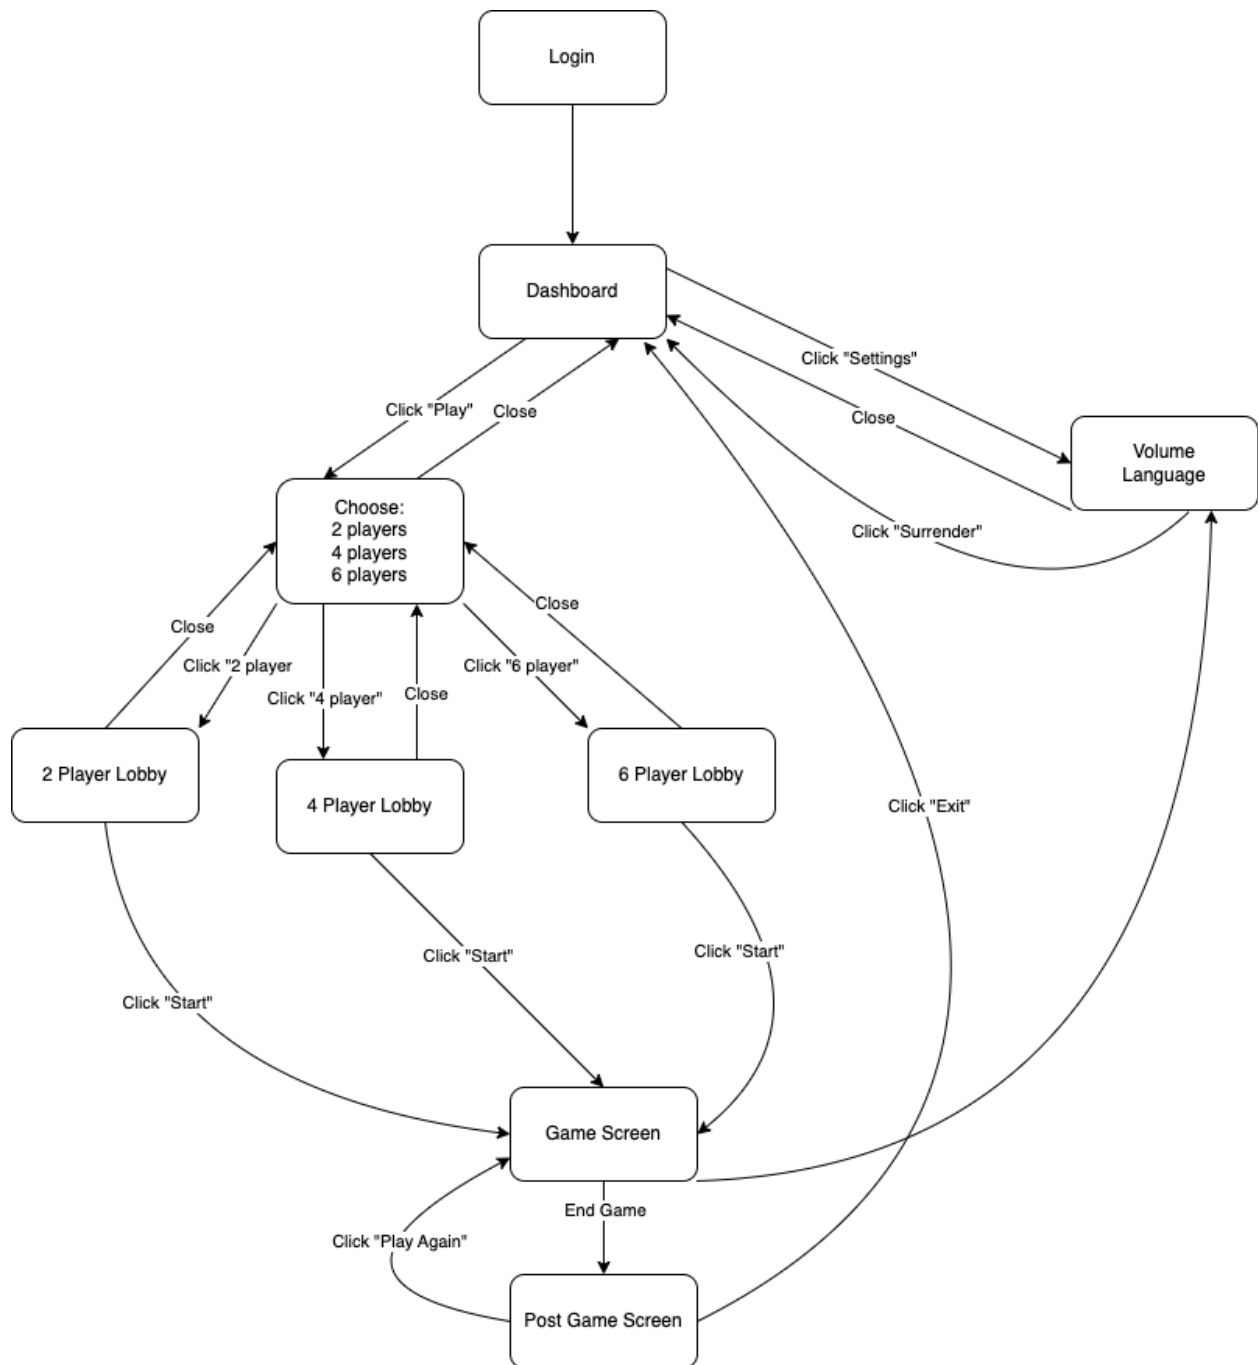 Login
Dashboard
Click "Settings"
Click "Play"
Close
Close
Volume
Language
Choose:
2 players
4 players
6 players
Click "Surrender"
Close
Close
Click "2 player
Click "6 player"
Click "4 player"
Close
2 Player Lobby
6 Player Lobby
4 Player Lobby
Click "Exit"
Click "Start"
Click "Start"
Click "Start"
Game Screen
End Game
Click "Play Again"
Post Game Screen